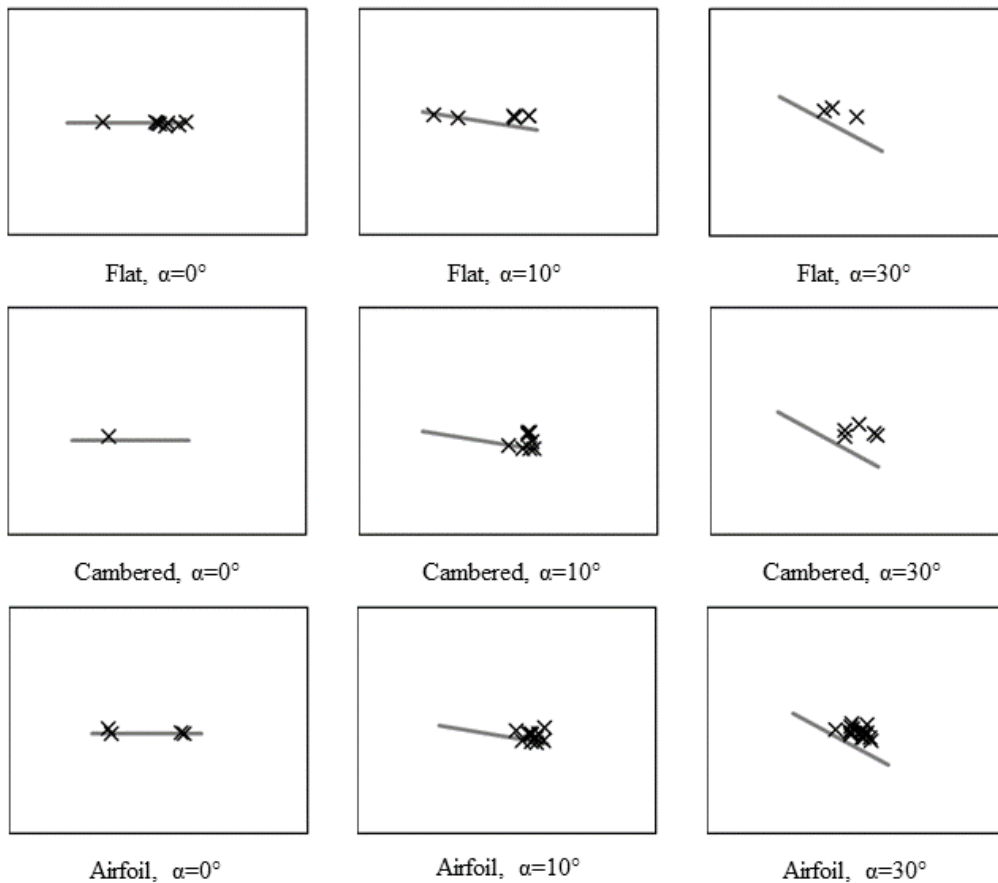 Flat, α=0°
Flat, α=10°
Flat, α=30°
Cambered, α=0°
Cambered, α=10°
Cambered, α=30°
Airfoil, α=0°
Airfoil, α=10°
Airfoil, α=30°